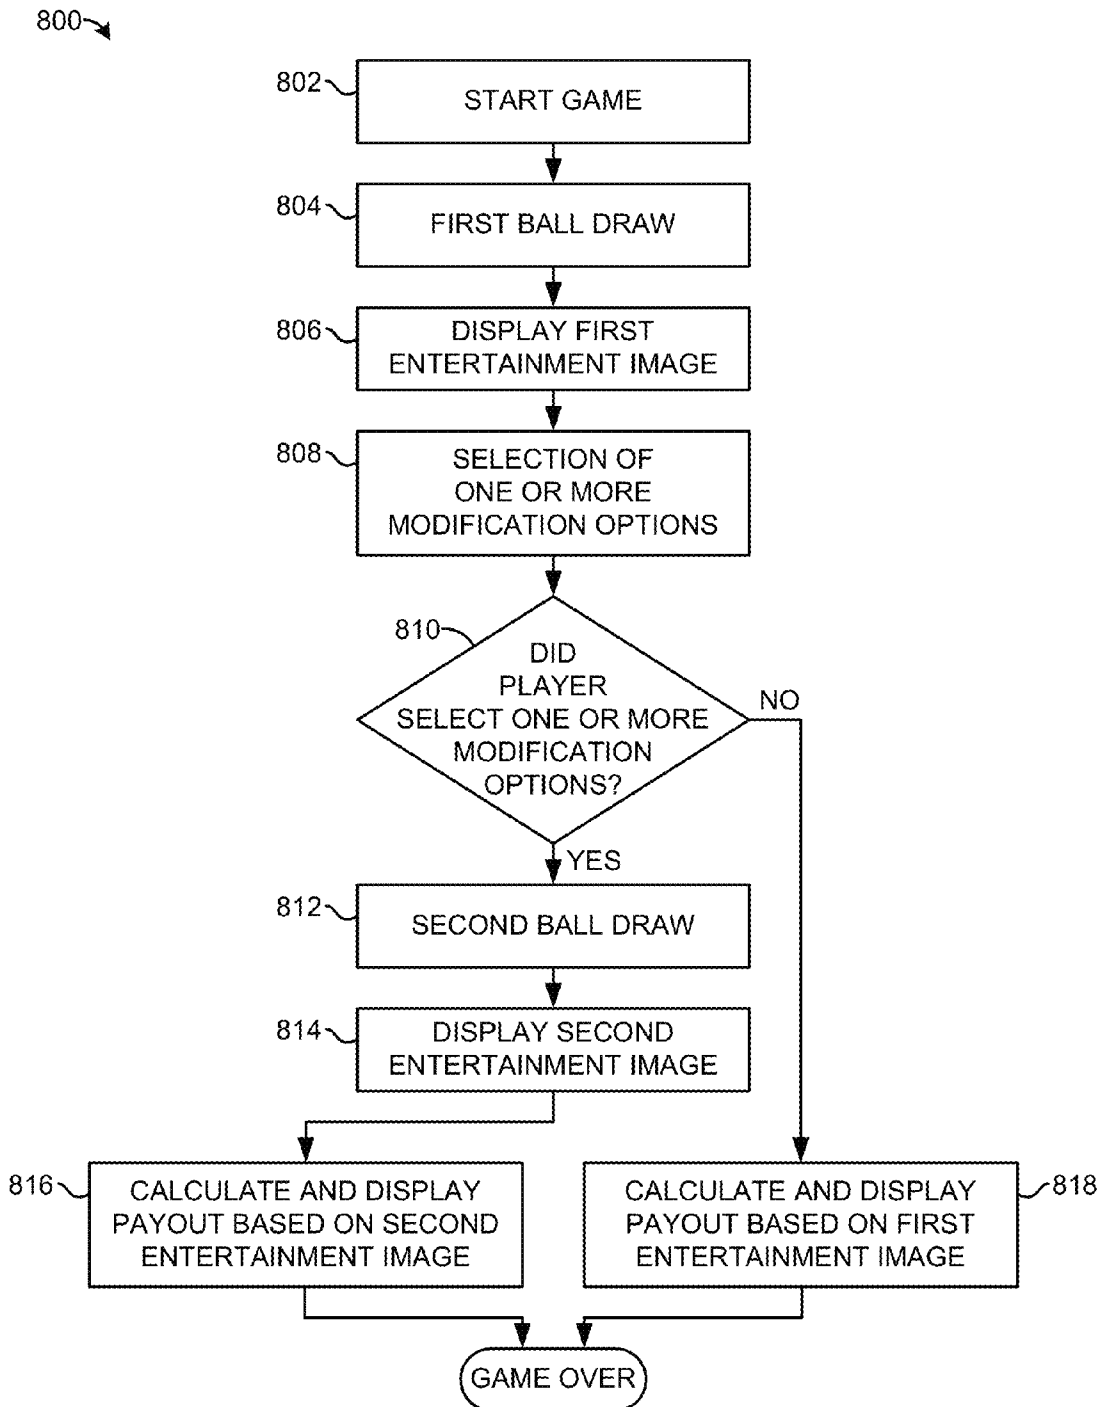 800
802
START GAME
804
FIRST BALL DRAW
806
DISPLAY FIRST
ENTERTAINMENT IMAGE
808
SELECTION OF
ONE OR MORE
MODIFICATION OPTIONS
810
DID
PLAYER
SELECT ONE OR MORE
MODIFICATION
OPTIONS?
NO
YES
812
SECOND BALL DRAW
814
DISPLAY SECOND
ENTERTAINMENT IMAGE
816
CALCULATE AND DISPLAY
PAYOUT BASED ON SECOND
ENTERTAINMENT IMAGE
CALCULATE AND DISPLAY
PAYOUT BASED ON FIRST
ENTERTAINMENT IMAGE
818
GAME OVER